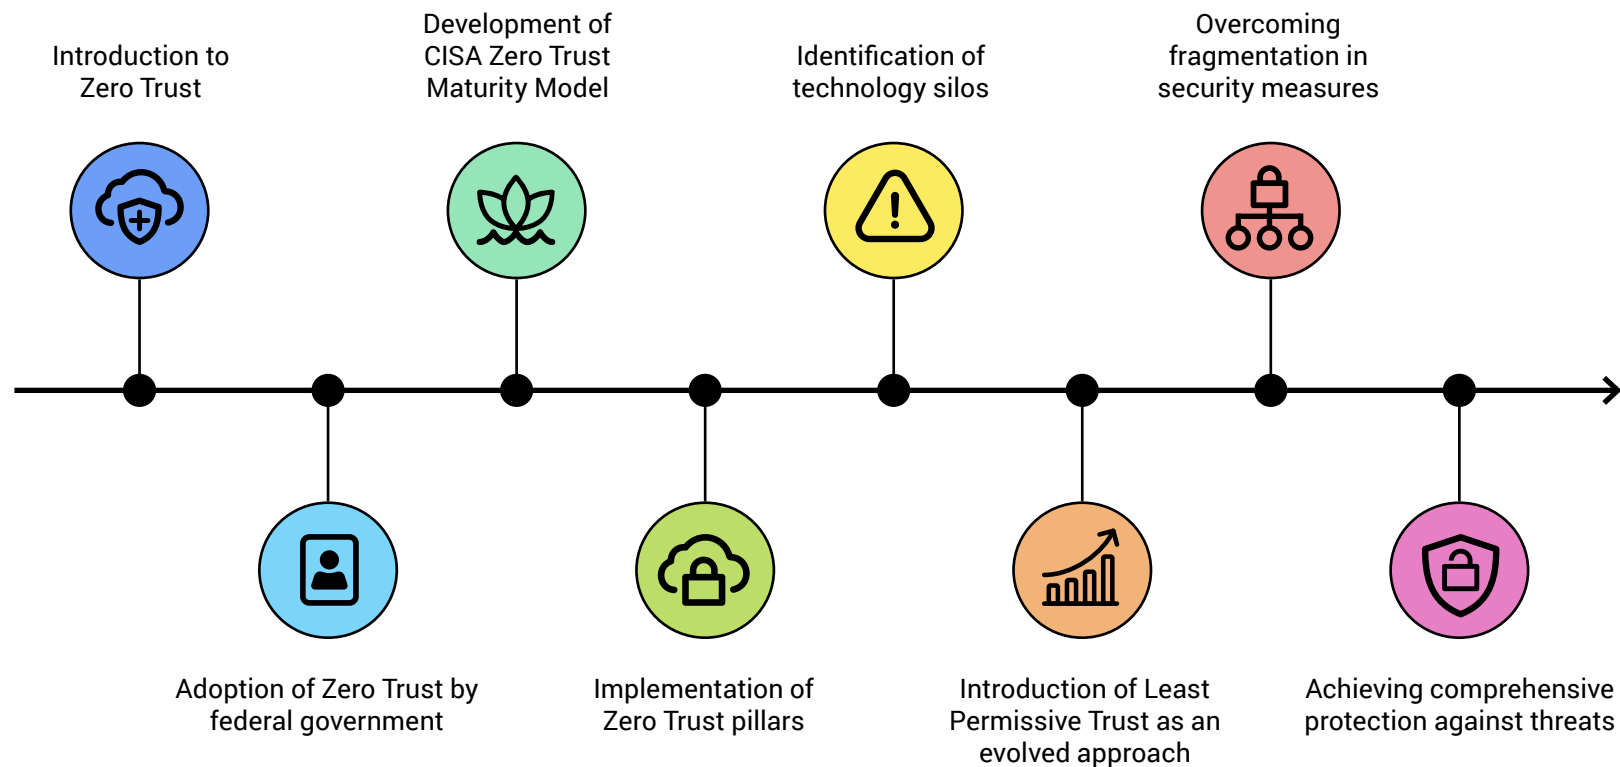 Introduction to
Zero Trust
Development of
CISA Zero Trust
Maturity Model
Identification of
technology silos
Overcoming
fragmentation in
security measures
Adoption of Zero Trust by
federal government
Implementation of
Zero Trust pillars
Introduction of Least
Permissive Trust as an
evolved approach
Achieving comprehensive
protection against threats